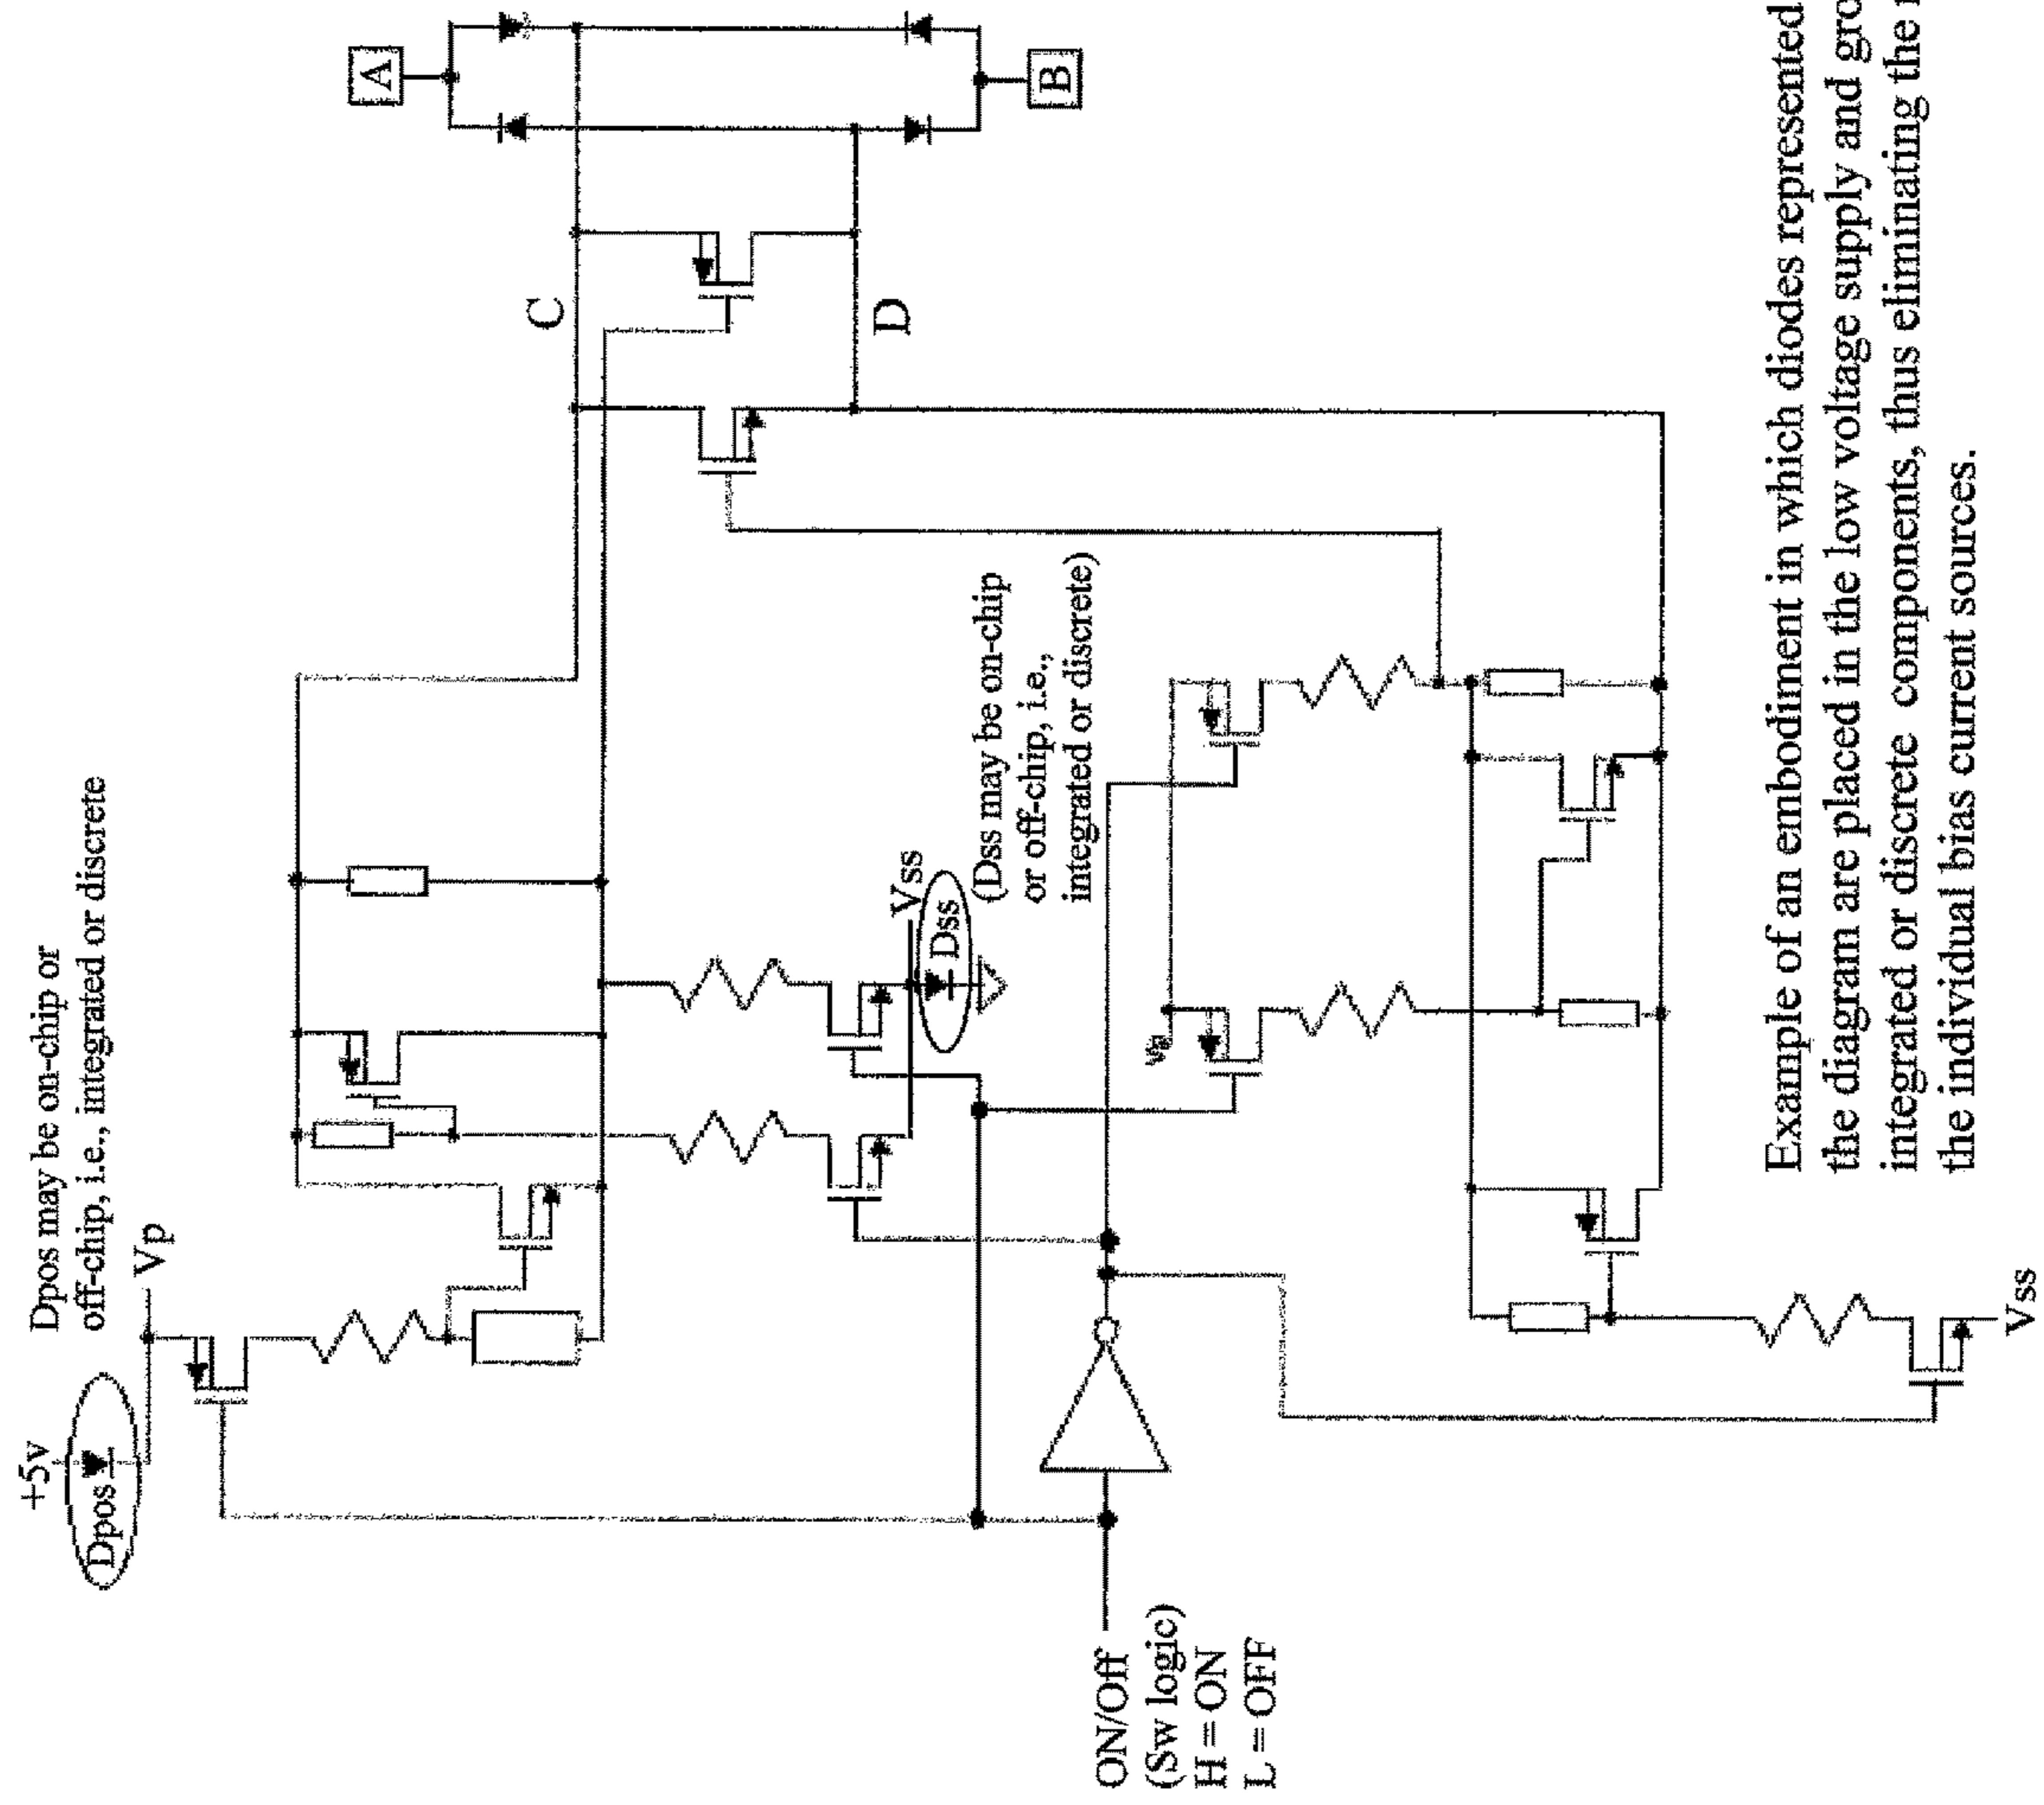 Dpos may be on-chip or
off-chip, i.e., integrated or discrete
+5v
Dpos
Vp
A
B
C
D
Vss
Dss
(Dss may be on-chip
or off-chip, i.e.,
integrated or discrete)
Vp
ON/Off
(Sw logic)
H = ON
L = OFF
Vss
Example of an embodiment in which diodes represented
the diagram are placed in the low voltage supply and
integrated or discrete components, thus eliminating the
the individual bias current sources.